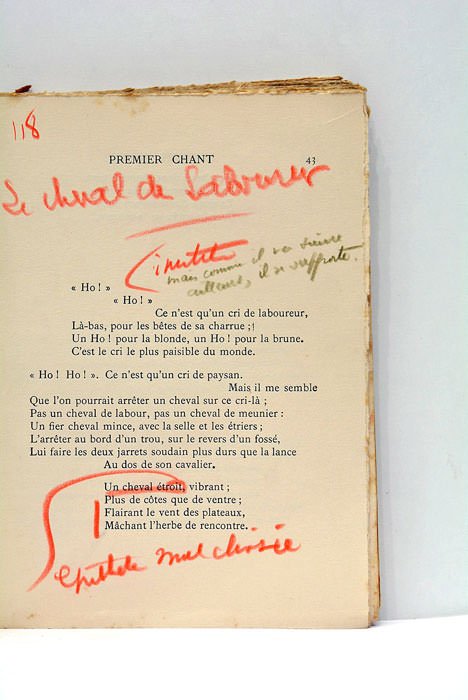 118
PREMIER CHANT 43
Le cheval de Laboureur
(inutile
mais comme il va suivre
ailleurs, il se supporte.
« Ho ! »
« Ho ! »
Ce n'est qu'un cri de laboureur,
Là-bas, pour les bêtes de sa charrue ;
Un Ho ! pour la blonde, un Ho ! pour la brune.
C'est le cri le plus paisible du monde.
« Ho ! Ho ! ». Ce n'est qu'un cri de paysan.
Mais il me semble
Que l'on pourrait arrêter un cheval sur ce cri-là ;
Pas un cheval de labour, pas un cheval de meunier :
Un fier cheval mince, avec la selle et les étriers ;
L'arrêter au bord d'un trou, sur le revers d'un fossé,
Lui faire les deux jarrets soudain plus durs que la lance
Au dos de son cavalier.
Un cheval étroit, vibrant ;
Plus de côtes que de ventre ;
Flairant le vent des plateaux,
Mâchant l'herbe de rencontre.
Epithete mal choisie